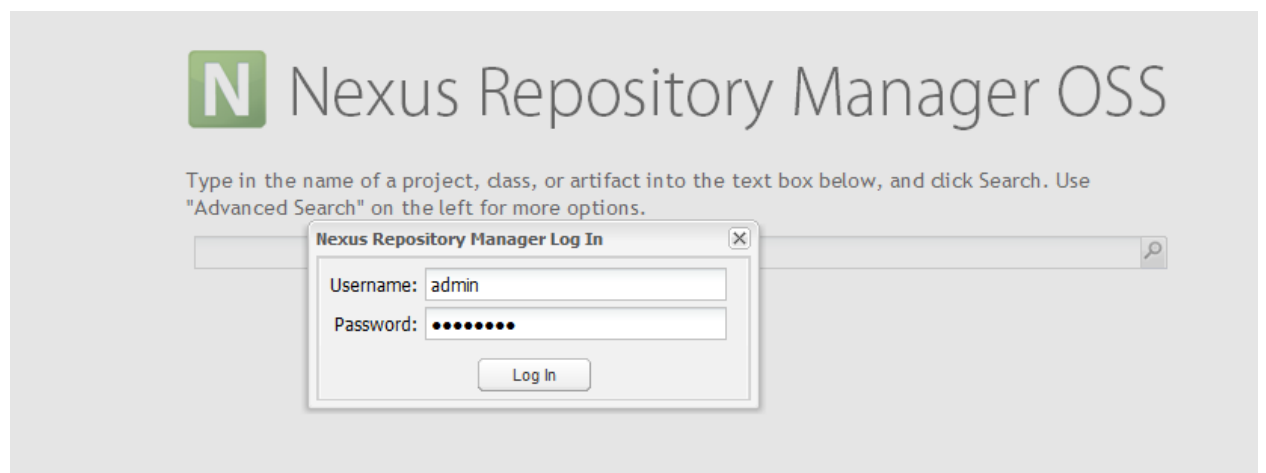 N Nexus Repository Manager OSS
Type in the name of a project, class, or artifact into the text box below, and click Search. Use
"Advanced Search" on the left for more options.
Nexus Repository Manager Log In
Username: admin
Password: ●●●●●●●●
Log In